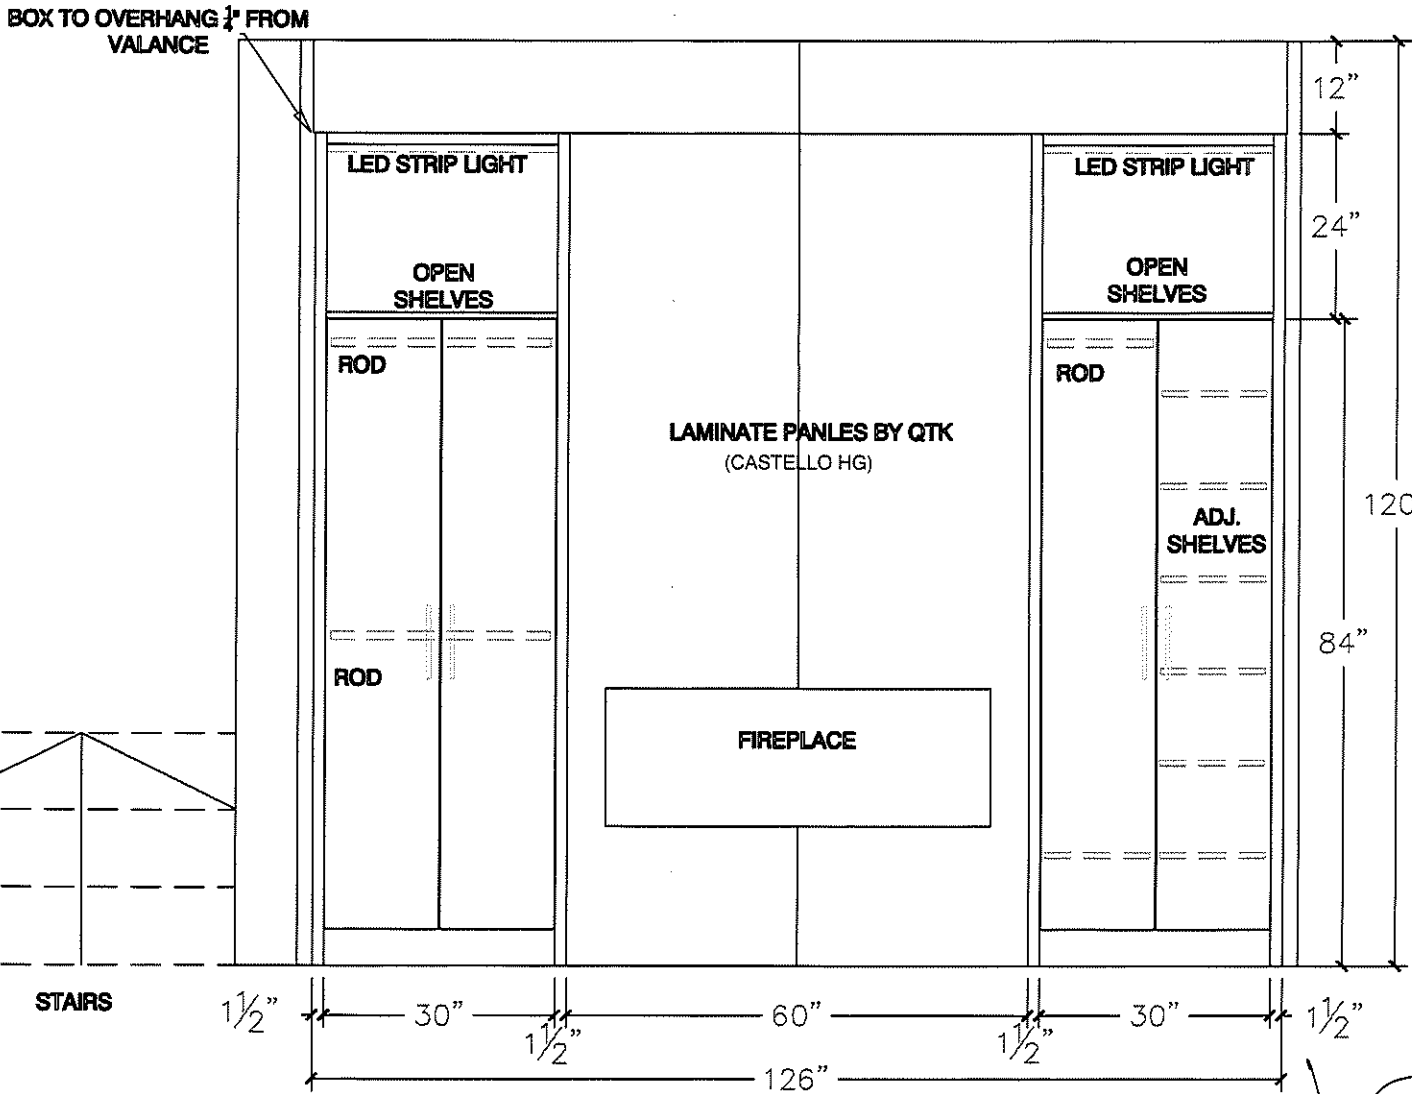 BOX TO OVERHANG 1/4" FROM
VALANCE
12”
LED STRIP LIGHT
LED STRIP LIGHT
24”
OPEN
SHELVES
OPEN
SHELVES
ROD
ROD
LAMINATE PANLES BY QTK
(CASTELLO HG)
120
ADJ.
SHELVES
84”
ROD
FIREPLACE
STAIRS
1½”
30”
1½”
60”
1½”
30”
1½”
126”